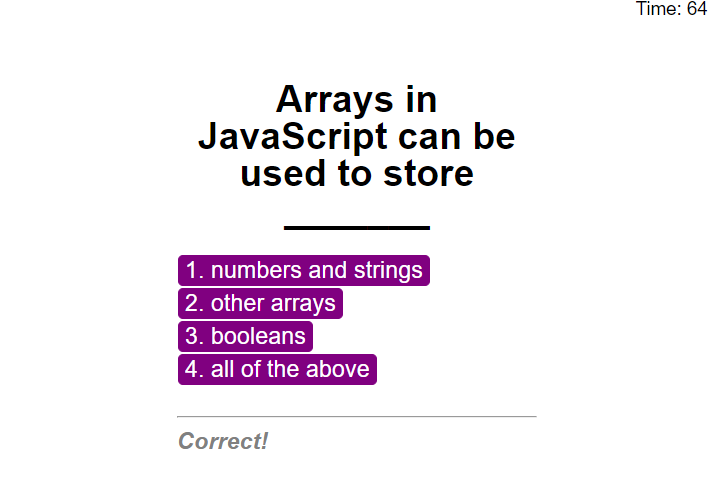 Time: 64
Arrays in
JavaScript can be
used to store
________
1. numbers and strings
2. other arrays
3. booleans
4. all of the above
Correct!